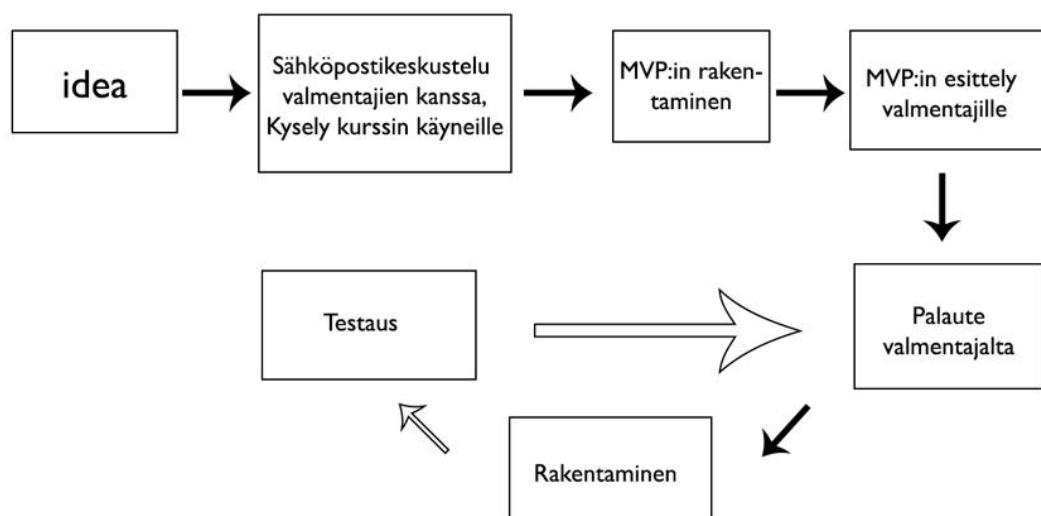 idea
Sähköpostikeskustelu
valmentajien kanssa,
Kysely kurssin käyneille
MVP:in raken-
taminen
MVP:in esittely
valmentajille
Testaus
Palaute
valmentajalta
Rakentaminen